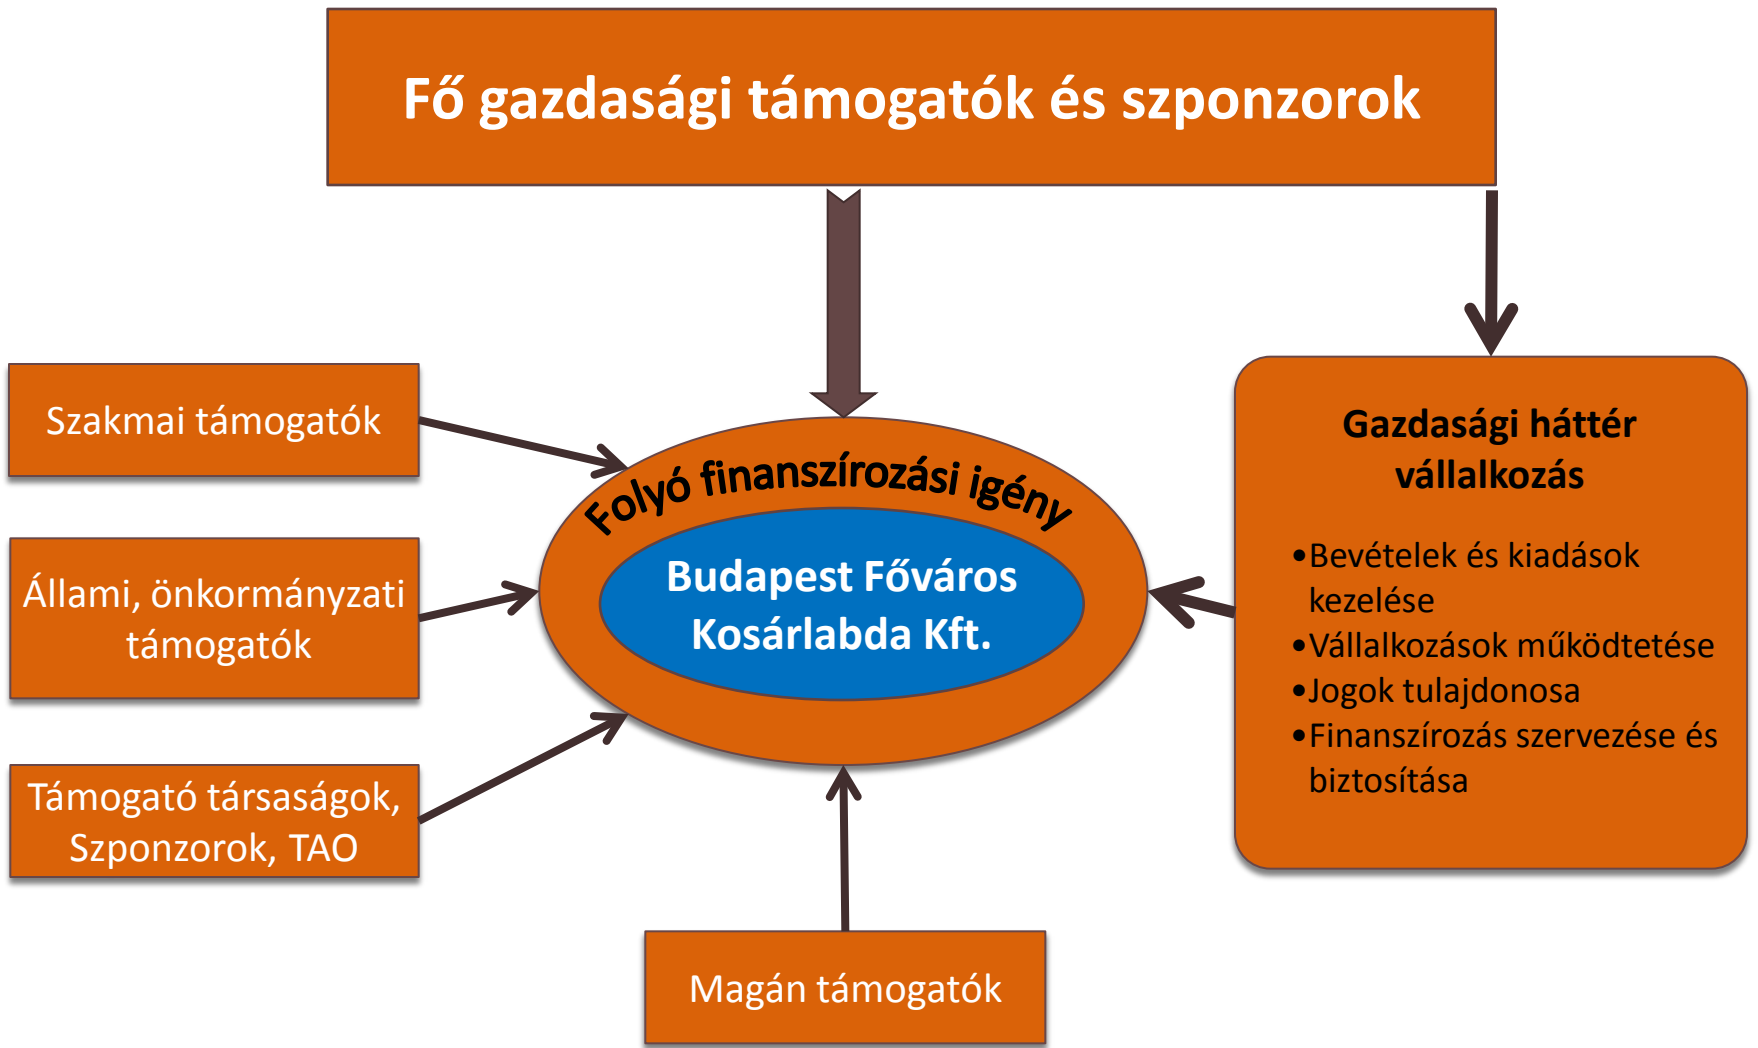 Fő gazdasági támogatók és szponzorok
Szakmai támogatók
Állami, önkormányzati
támogatók
Támogató társaságok,
Szponzorok, TAO
Folyó finanszírozási igény
Budapest Főváros
Kosárlabda Kft.
Magán támogatók
Gazdasági háttér
vállalkozás
•Bevételek és kiadások
kezelése
•Vállalkozások működtetése
•Jogok tulajdonosa
•Finanszírozás szervezése és
biztosítása